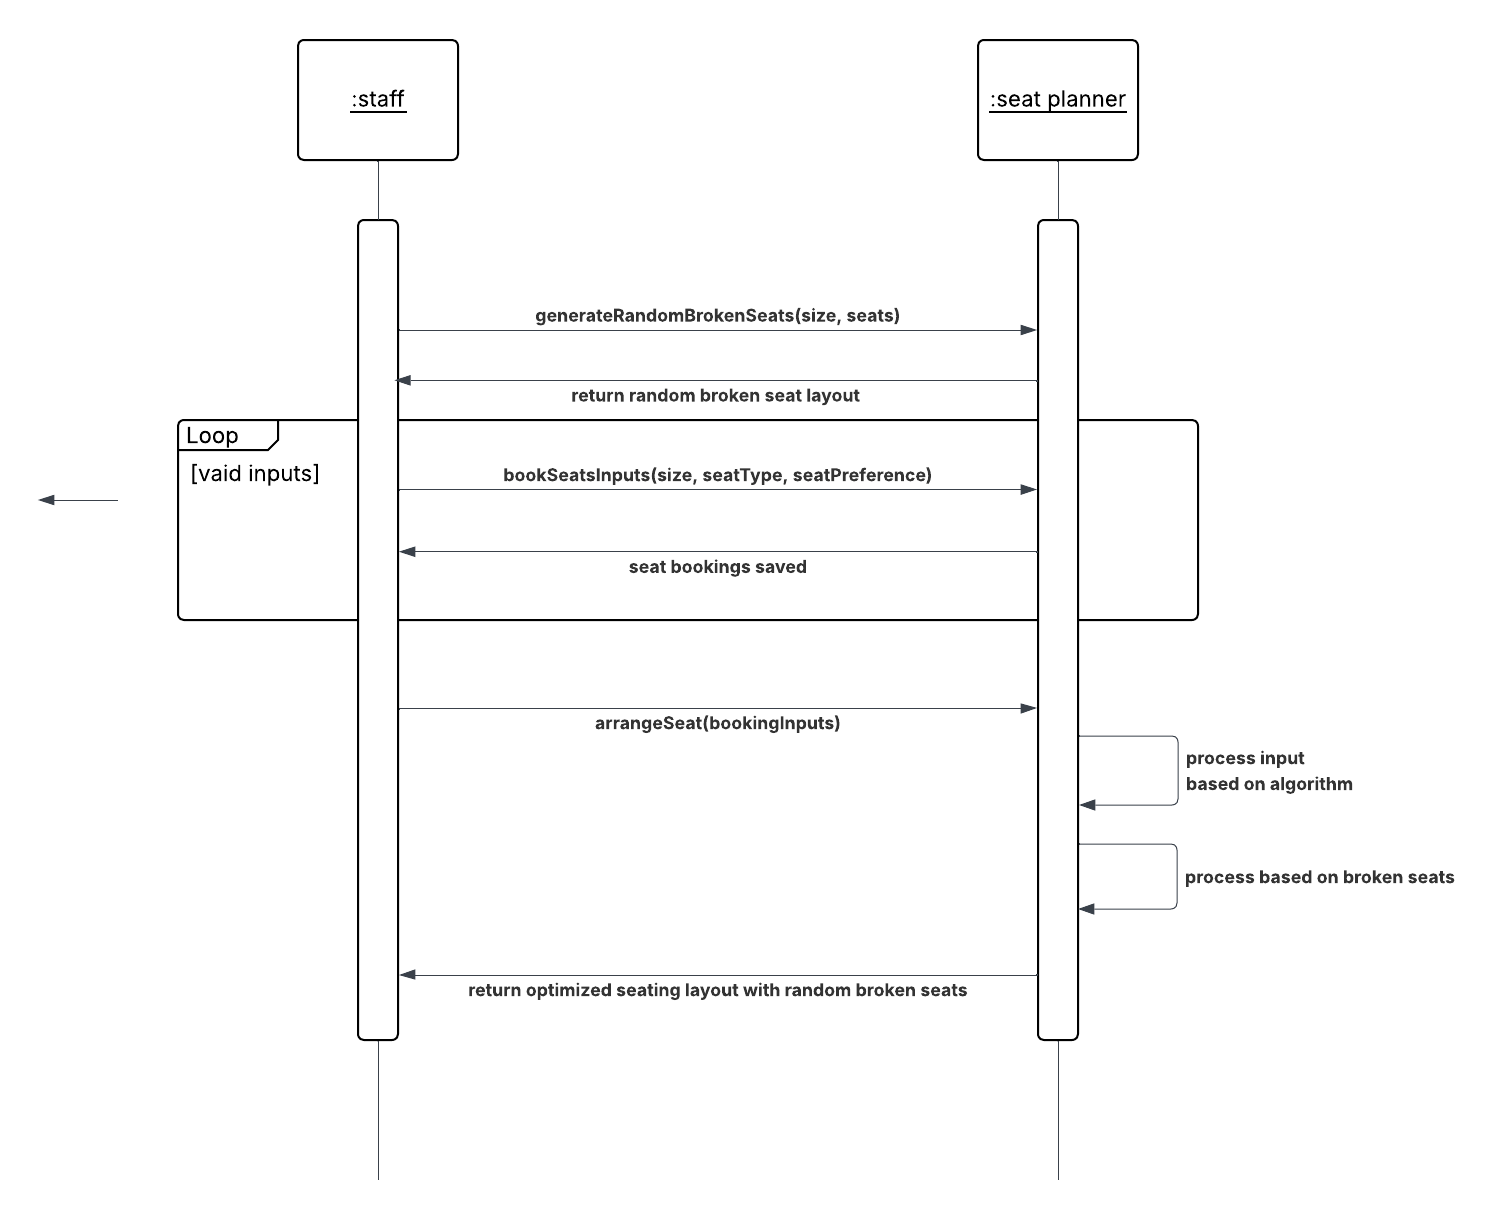 :staff
:seat planner
generateRandomBrokenSeats(size, seats)
return random broken seat layout
Loop
[vaid inputs]
bookSeatsInputs(size, seatType, seatPreference)
seat bookings saved
arrangeSeat(bookingInputs)
process input
based on algorithm
process based on broken seats
return optimized seating layout with random broken seats